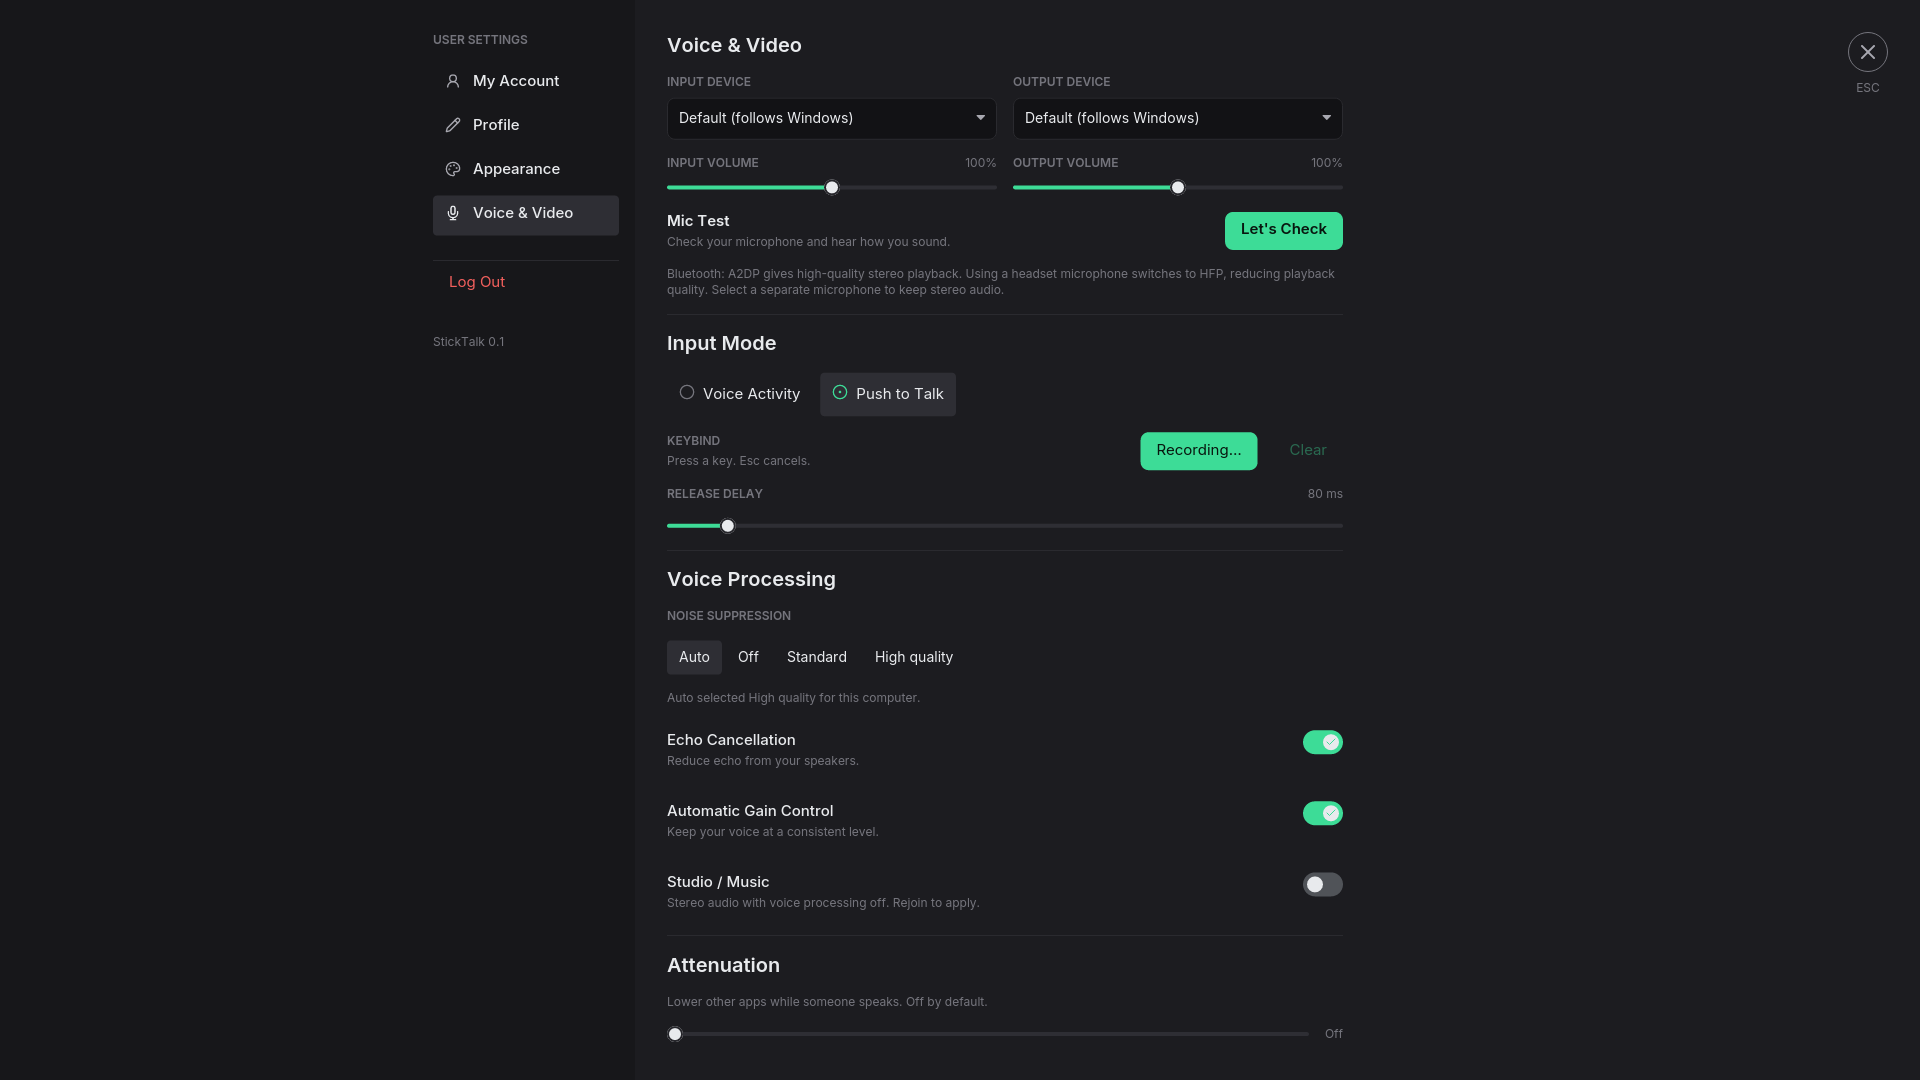 USER SETTINGS
My Account
Profile
Appearance
Voice & Video
Log Out
StickTalk 0.1
Voice & Video
INPUT DEVICE
OUTPUT DEVICE
Default (follows Windows)
Default (follows Windows)
INPUT VOLUME 100%
OUTPUT VOLUME 100%
Mic Test
Check your microphone and hear how you sound.
Let's Check
Bluetooth: A2DP gives high-quality stereo playback. Using a headset microphone switches to HFP, reducing playback
quality. Select a separate microphone to keep stereo audio.
Input Mode
Voice Activity
Push to Talk
KEYBIND
Press a key. Esc cancels.
Recording...
Clear
RELEASE DELAY 80 ms
Voice Processing
NOISE SUPPRESSION
Auto Off Standard High quality
Auto selected High quality for this computer.
Echo Cancellation
Reduce echo from your speakers.
Automatic Gain Control
Keep your voice at a consistent level.
Studio / Music
Stereo audio with voice processing off. Rejoin to apply.
Attenuation
Lower other apps while someone speaks. Off by default.
Off
ESC